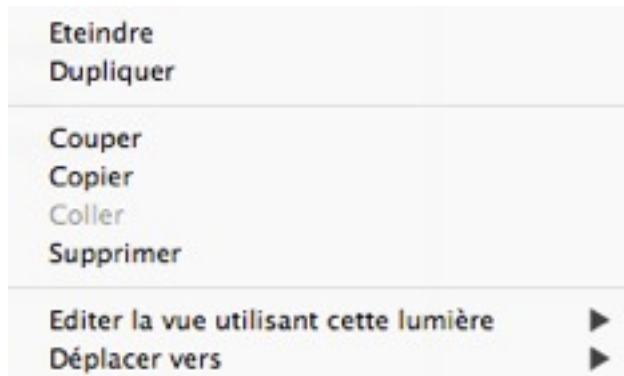 Eteindre
Dupliquer
Couper
Copier
Coller
Supprimer
Editer la vue utilisant cette lumière
Déplacer vers